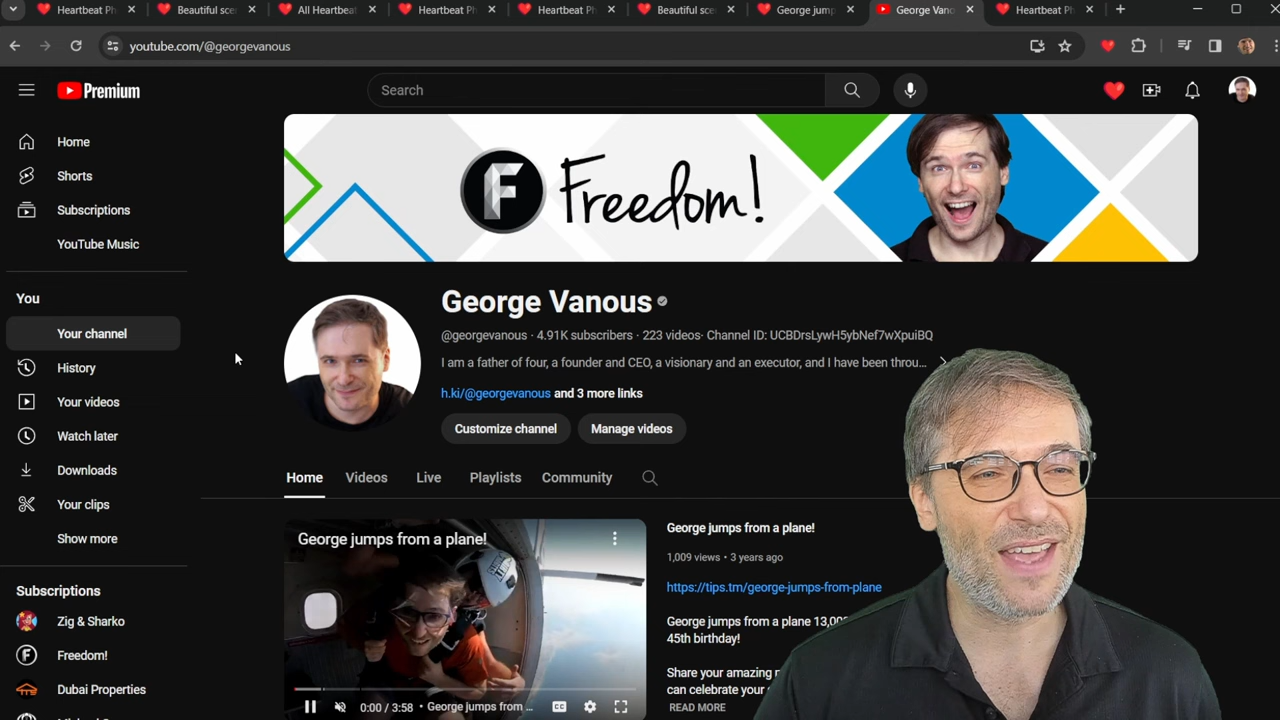 Heartbeat Ph
Beautiful sce
All Heartbea
Heartbeat Ph
Heartbeat Ph
Beautiful sce
George jump
George Vano
Heartbeat Ph
youtube.com/@georgevanous
Premium
Search
Home
Shorts
Subscriptions
YouTube Music
You
Your channel
History
Your videos
Watch later
Downloads
Your clips
Show more
Subscriptions
Zig & Sharko
Freedom!
Dubai Properties
F Freedom!
George Vanous
@georgevanous · 4.91K subscribers · 223 videos· Channel ID: UCBDrsLywH5ybNef7wXpuiBQ
I am a father of four, a founder and CEO, a visionary and an executor, and I have been throu...
h.ki/@georgevanous and 3 more links
Customize channel Manage videos
Home Videos Live Playlists Community
George jumps from a plane!
0:00 / 3:58 • George jumps from ...
George jumps from a plane!
1,009 views • 3 years ago
https://tips.tm/george-jumps-from-plane
George jumps from a plane 13,00
45th birthday!
Share your amazing
can celebrate your
READ MORE